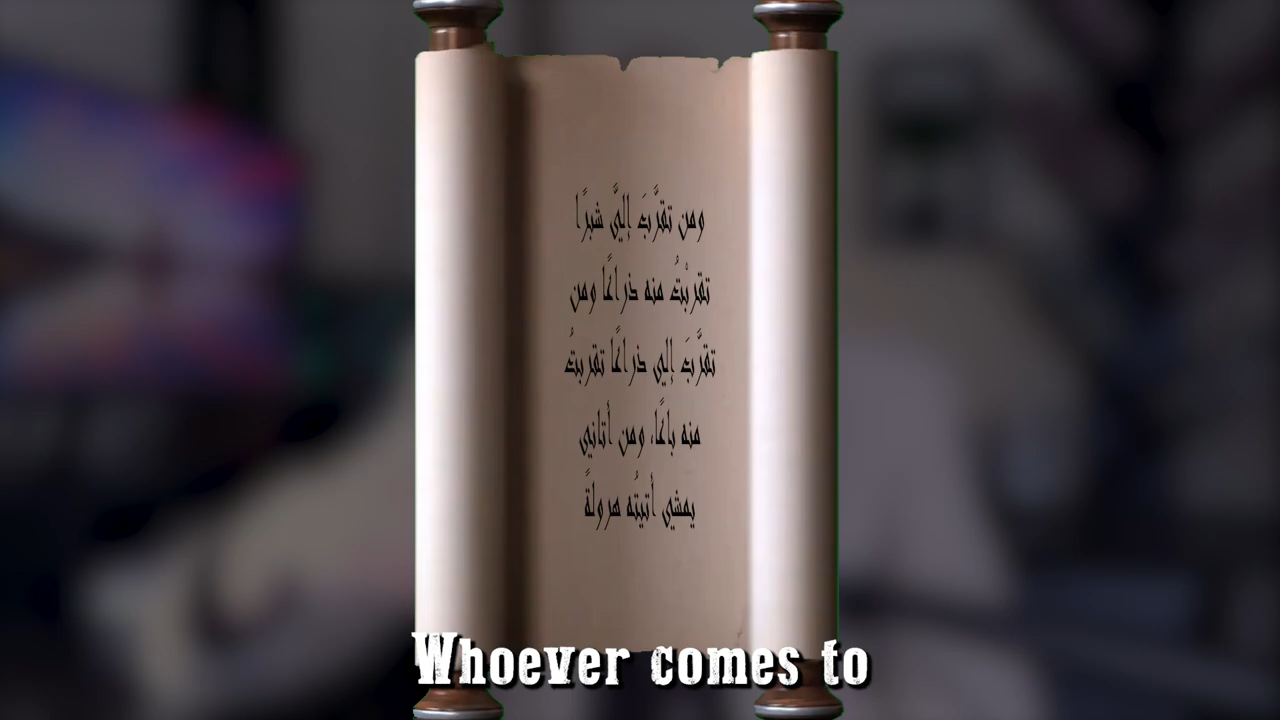 ومن تقرَّبَ إليَّ شبرًا
تقربْتُ منه ذراعًا ومن
تقرَّبَ إلي ذراعًا تقربتُ
منه باعًا، ومن أتاني
يمشي أتيتُه هرولةً
Whoever comes to